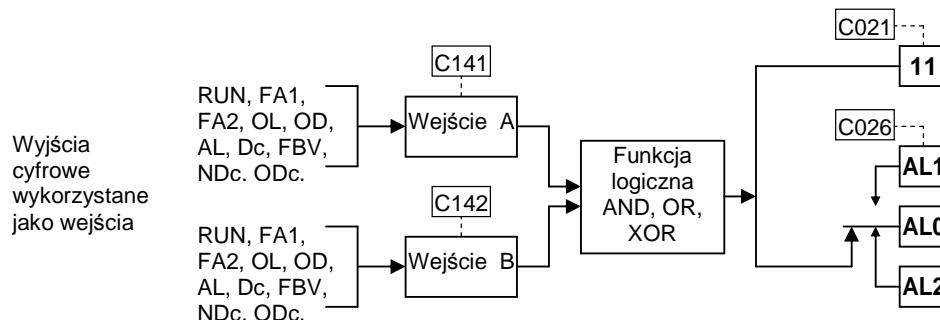 C021
11
C141
RUN, FA1,
FA2, OL, OD,
AL, Dc, FBV,
NDc. ODc.
Wejście A
Wyjścia
cyfrowe
wykorzystane
jako wejścia
Funkcja
logiczna
AND, OR,
XOR
C026
AL1
AL0
AL2
C142
RUN, FA1,
FA2, OL, OD,
AL, Dc, FBV,
NDc. ODc.
Wejście B